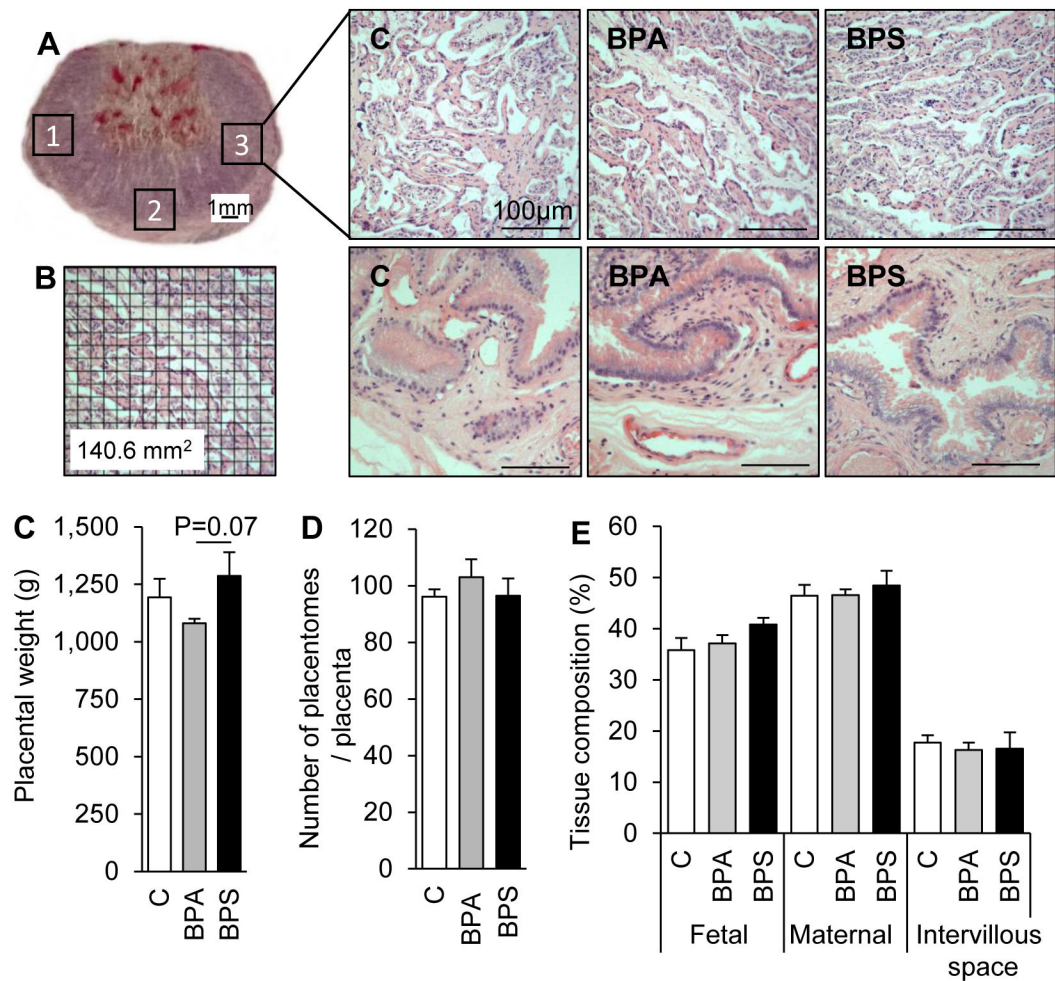 A
1
2
3
1mm
C
BPA
BPS
100µm
C
BPA
BPS
B
140.6 mm²
C
Placental weight (g)
1,500
1,250
1,000
750
500
250
0
P=0.07
C
BPA
BPS
D
Number of placentomes
/ placenta
120
100
80
60
40
20
0
C
BPA
BPS
E
Tissue composition (%)
60
50
40
30
20
10
0
C
BPA
BPS
C
BPA
BPS
C
BPA
BPS
Fetal
Maternal
Intervillous
space